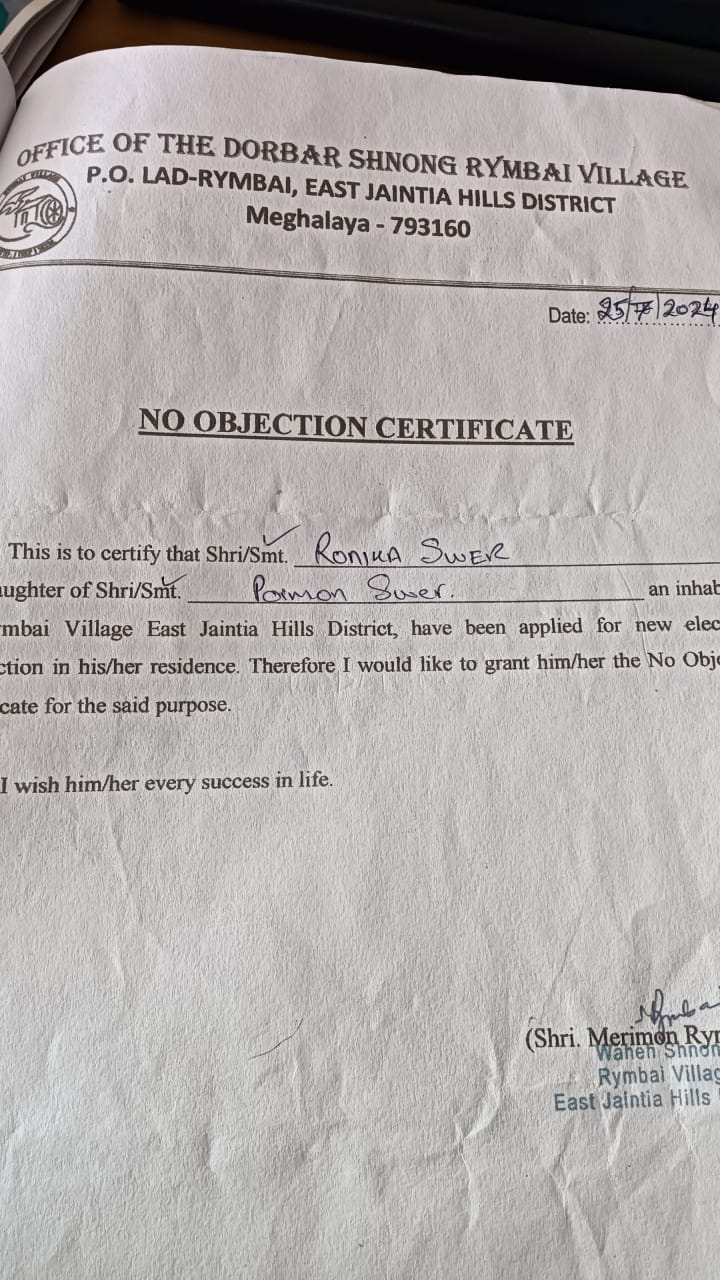 OFFICE OF THE DORBAR SHNONG RYMBAI VILLAGE
P.O. LAD-RYMBAI, EAST JAINTIA HILLS DISTRICT
Meghalaya - 793160
Date: 25/7/2024
NO OBJECTION CERTIFICATE
This is to certify that Shri/Smt. RONIKA SWER
ughter of Shri/Smt. Swer. an inhab
mbai Village East Jaintia Hills District, have been applied for new elec
ction in his/her residence. Therefore I would like to grant him/her the No Obje
cate for the said purpose.
I wish him/her every success in life.
(Shri. Merimon Rym
Waheh Shnon
Rymbai Villag
East Jaintia Hills